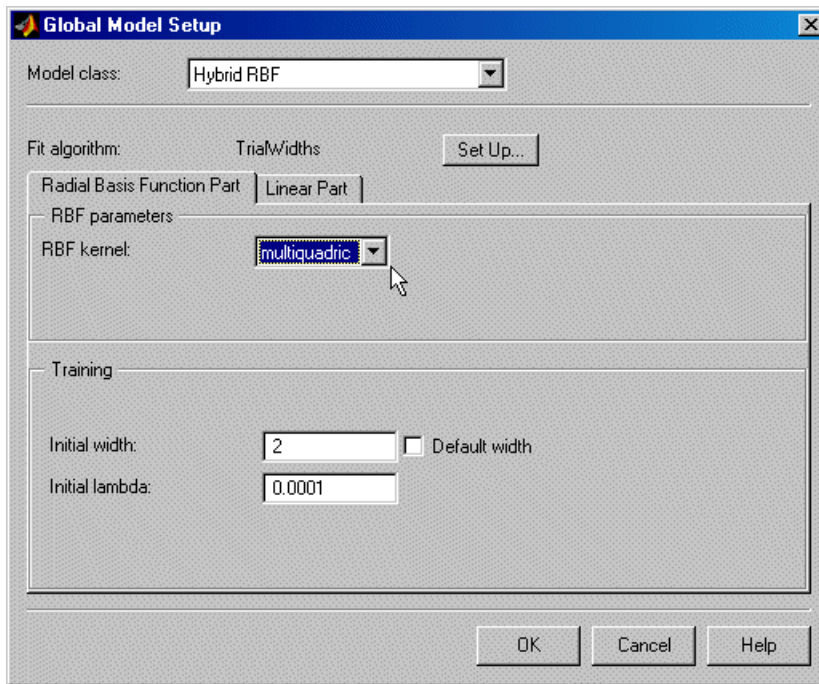 Global Model Setup
Model class: Hybrid RBF
Fit algorithm: TrialWidths Set Up...
Radial Basis Function Part Linear Part
RBF parameters
RBF kernel: multiquadric
Training
Initial width: 2 Default width
Initial lambda: 0.0001
OK Cancel Help